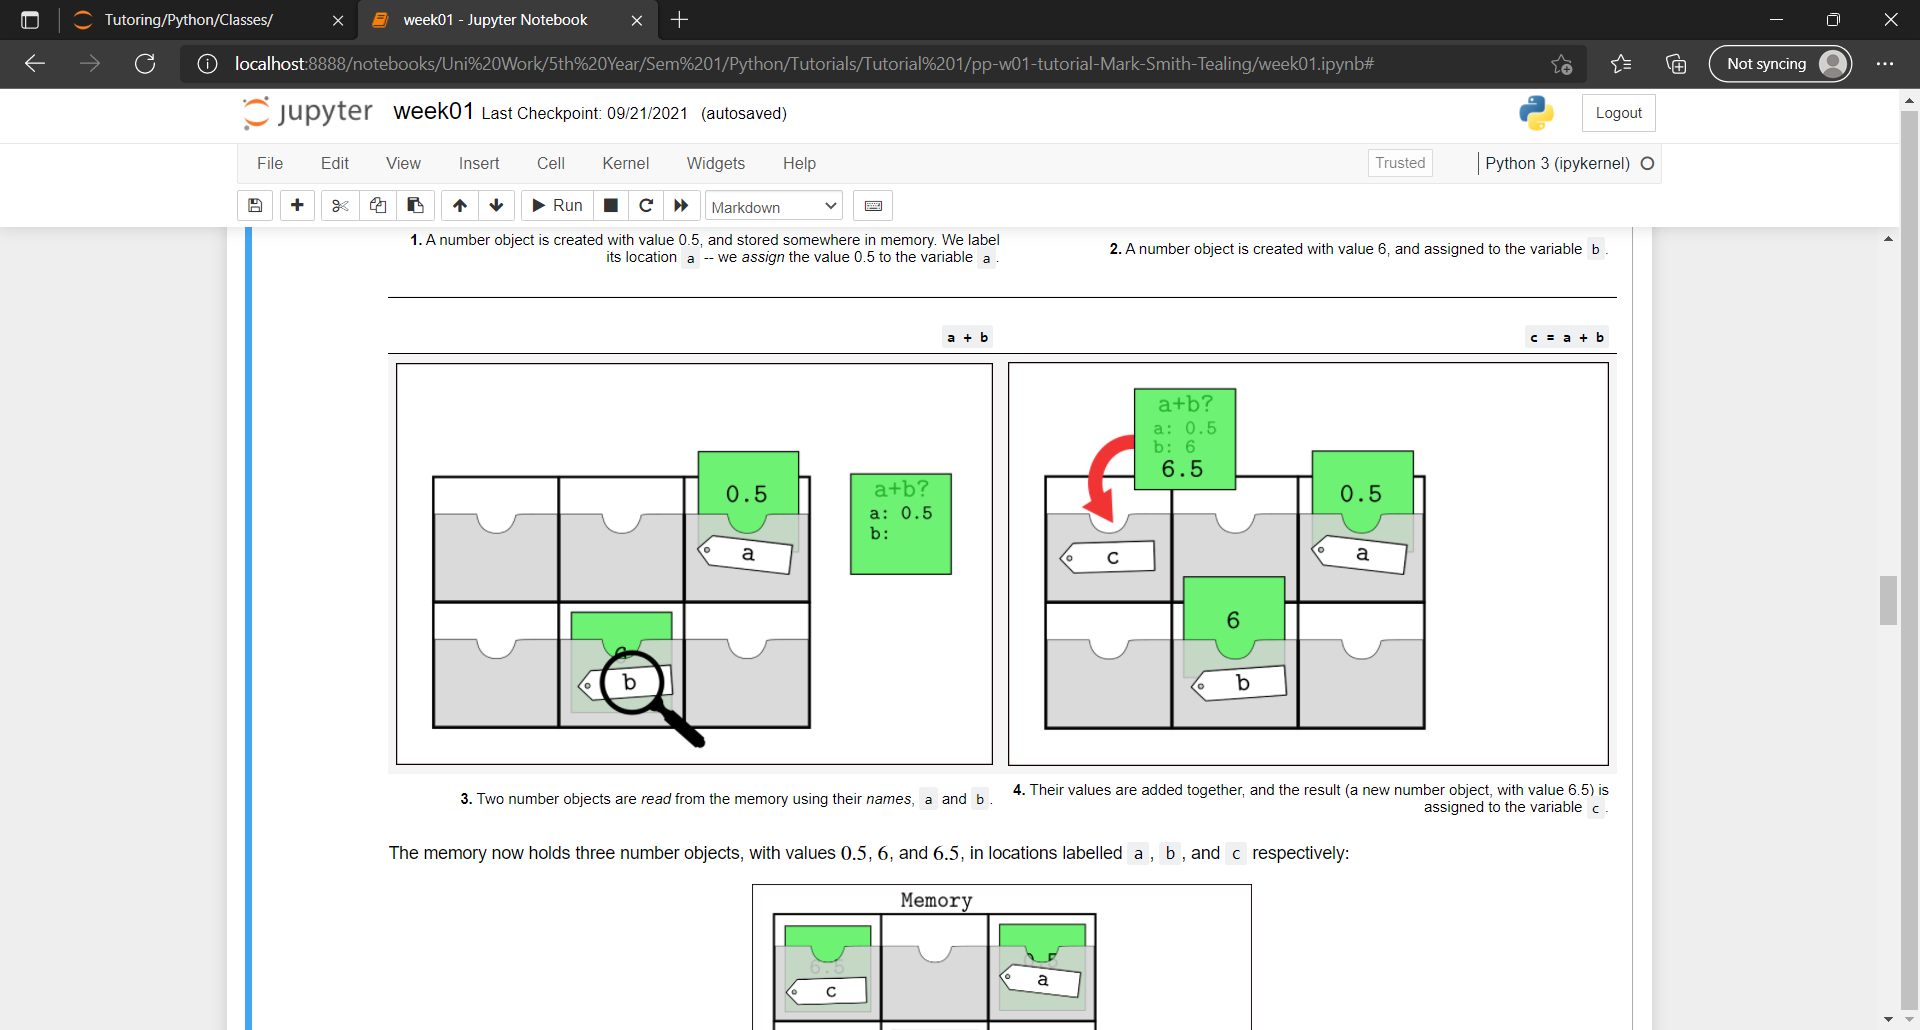 Tutoring/Python/Classes/
week01 - Jupyter Notebook
localhost:8888/notebooks/Uni%20Work/5th%20Year/Sem%201/Python/Tutorials/Tutorial%201/pp-w01-tutorial-Mark-Smith-Tealing/week01.ipynb#
Not syncing
jupyter week01 Last Checkpoint: 09/21/2021 (autosaved)
Logout
File Edit View Insert Cell Kernel Widgets Help
Trusted
Python 3 (ipykernel)
Run
Markdown
1. A number object is created with value 0.5, and stored somewhere in memory. We label
its location a -- we assign the value 0.5 to the variable a .
2. A number object is created with value 6, and assigned to the variable b .
a + b
c = a + b
0.5
a
a+b?
a: 0.5
b:
b
a+b?
a: 0.5
b: 6
6.5
0.5
c
a
6
b
3. Two number objects are read from the memory using their names, a and b .
4. Their values are added together, and the result (a new number object, with value 6.5) is
assigned to the variable c .
The memory now holds three number objects, with values 0.5, 6, and 6.5, in locations labelled a , b , and c respectively:
Memory
6.5
c
a